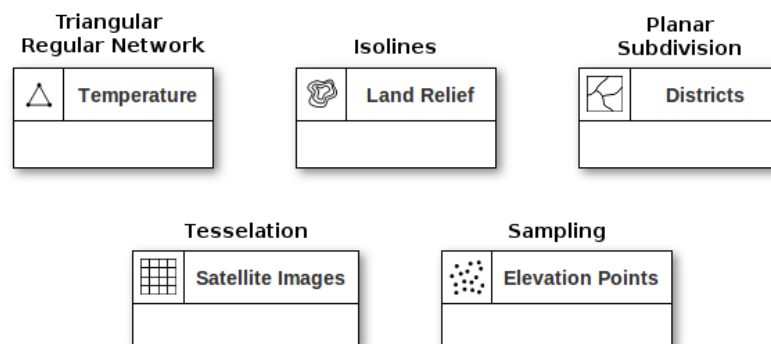 Triangular
Regular Network
Isolines
Planar
Subdivision
Temperature
Land Relief
Districts
Tesselation
Sampling
Satellite Images
Elevation Points